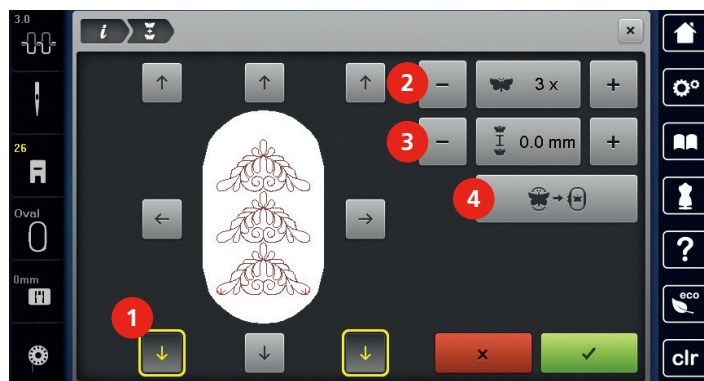 3.0
i
×
2
− 3 x +
3
− 0.0 mm +
26
4
Oval
0mm
1
?
eco
clr